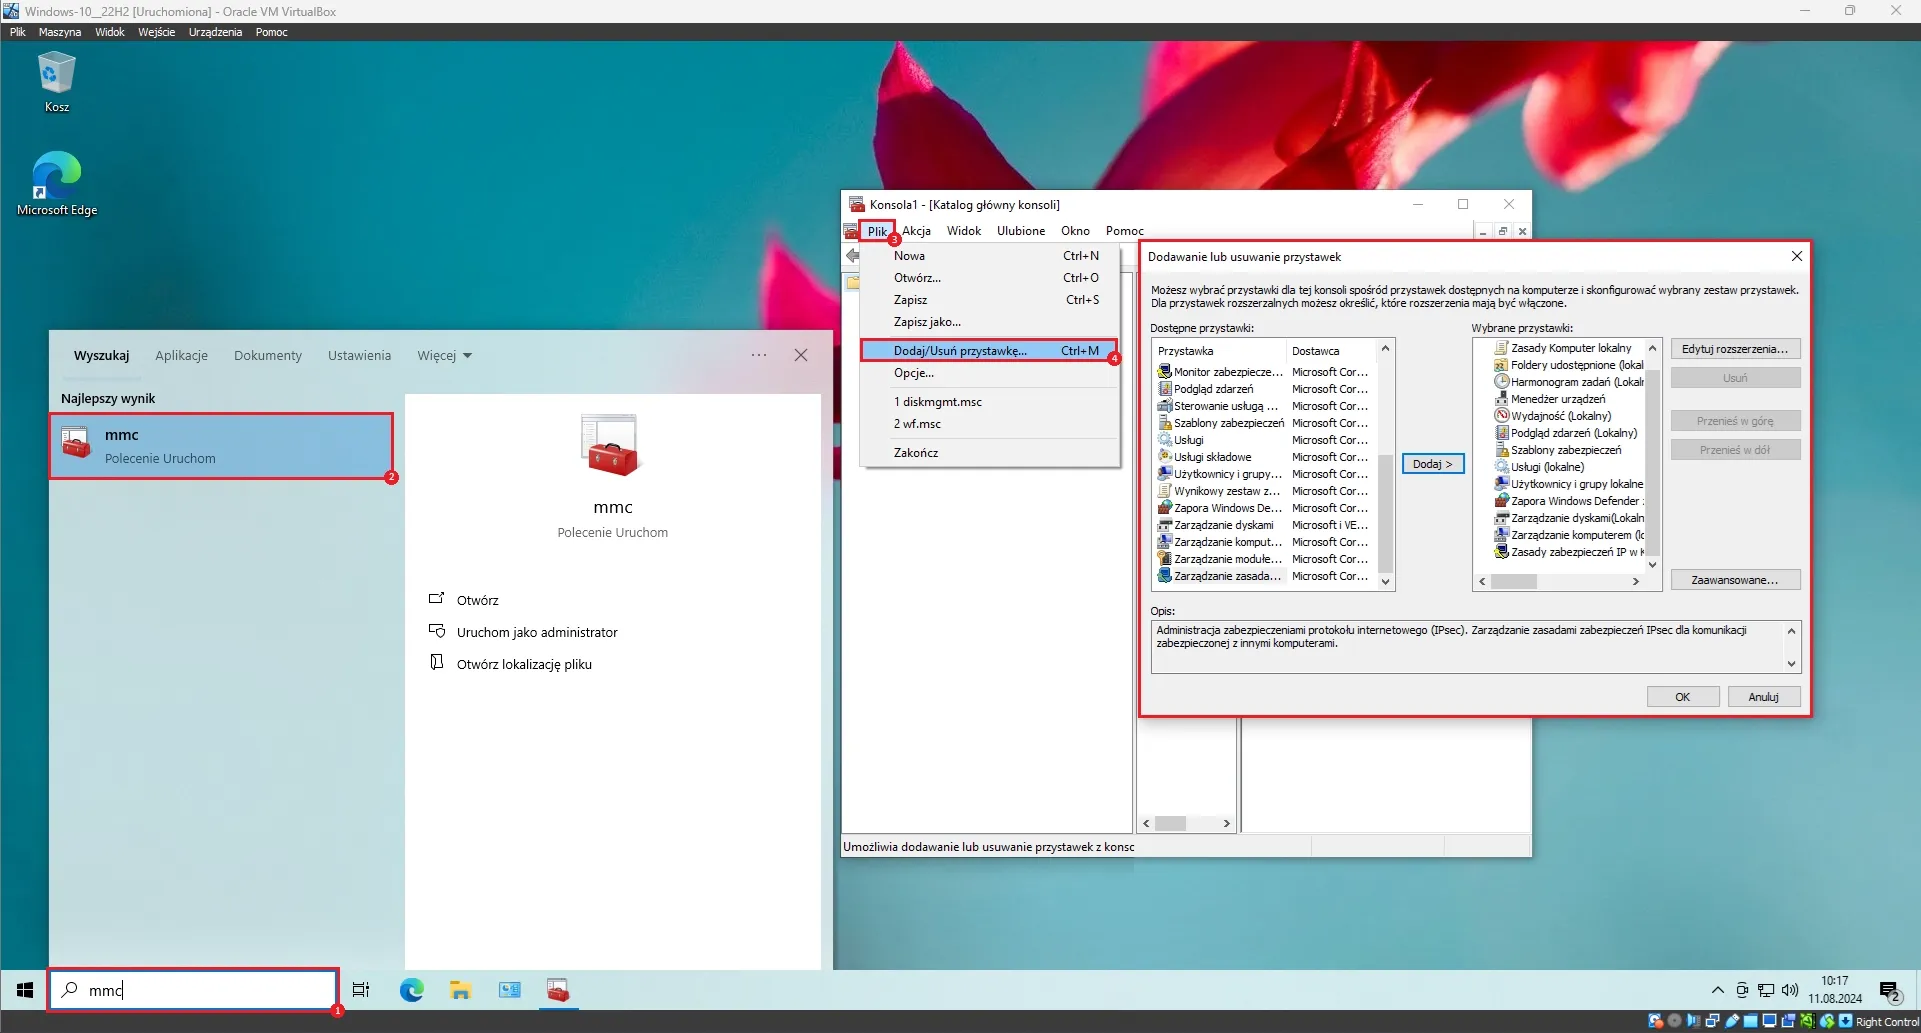 Windows-10__22H2 [Uruchomiona] - Oracle VM VirtualBox
Plik Maszyna Widok Wejście Urządzenia Pomoc
Kosz
Microsoft Edge
Wyszukaj Aplikacje Dokumenty Ustawienia Więcej
Najlepszy wynik
mmc
Polecenie Uruchom
2
mmc
Polecenie Uruchom
Otwórz
Uruchom jako administrator
Otwórz lokalizację pliku
Konsola1 - [Katalog główny konsoli]
Plik Akcja Widok Ulubione Okno Pomoc
3
Nowa Ctrl+N
Otwórz... Ctrl+O
Zapisz Ctrl+S
Zapisz jako...
Dodaj/Usuń przystawkę... Ctrl+M
4
Opcje...
1 diskmgmt.msc
2 wf.msc
Zakończ
Umożliwia dodawanie lub usuwanie przystawek z konsc
Dodawanie lub usuwanie przystawek
Możesz wybrać przystawki dla tej konsoli spośród przystawek dostępnych na komputerze i skonfigurować wybrany zestaw przystawek.
Dla przystawek rozszerzalnych możesz określić, które rozszerzenia mają być włączone.
Dostępne przystawki:
Przystawka Dostawca
Monitor zabezpiecze... Microsoft Cor...
Podgląd zdarzeń Microsoft Cor...
Sterowanie usługą ... Microsoft Cor...
Szablony zabezpieczeń Microsoft Cor...
Usługi Microsoft Cor...
Usługi składowe Microsoft Cor...
Użytkownicy i grupy... Microsoft Cor...
Wynikowy zestaw z... Microsoft Cor...
Zapora Windows De... Microsoft Cor...
Zarządzanie dyskami Microsoft i VE...
Zarządzanie komput... Microsoft Cor...
Zarządzanie modułe... Microsoft Cor...
Zarządzanie zasada... Microsoft Cor...
Dodaj >
Wybrane przystawki:
Zasady Komputer lokalny
Foldery udostępnione (lokal
Harmonogram zadań (Lokalr
Menedżer urządzeń
Wydajność (Lokalny)
Podgląd zdarzeń (Lokalny)
Szablony zabezpieczeń
Usługi (lokalne)
Użytkownicy i grupy lokalne
Zapora Windows Defender
Zarządzanie dyskami(Lokaln
Zarządzanie komputerem (lc
Zasady zabezpieczeń IP w K
Edytuj rozszerzenia...
Usuń
Przenieś w górę
Przenieś w dół
Zaawansowane...
Opis:
Administracja zabezpieczeniami protokołu internetowego (IPsec). Zarządzanie zasadami zabezpieczeń IPsec dla komunikacji
zabezpieczonej z innymi komputerami.
OK Anuluj
mmc
1
10:17
11.08.2024
2
Right Control